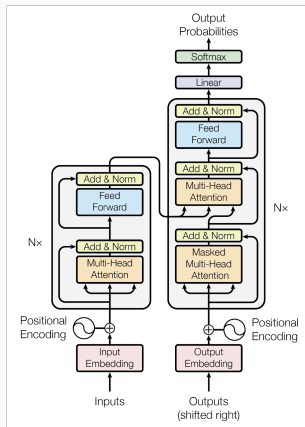 Output
Probabilities
Softmax
Linear
Add & Norm
Feed
Forward
Add & Norm
Multi-Head
Attention
Add & Norm
Masked
Multi-Head
Attention
Nx
Add & Norm
Feed
Forward
Add & Norm
Multi-Head
Attention
Nx
Positional
Encoding
Positional
Encoding
Input
Embedding
Output
Embedding
Inputs
Outputs
(shifted right)